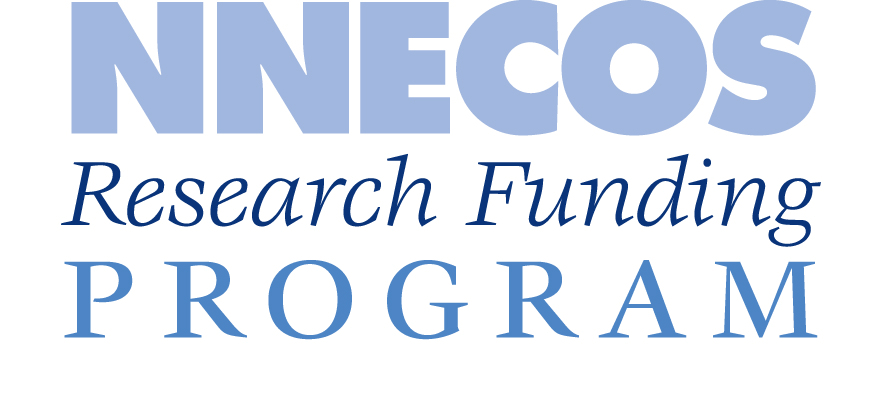 NNECOS
Research Funding
PROGRAM